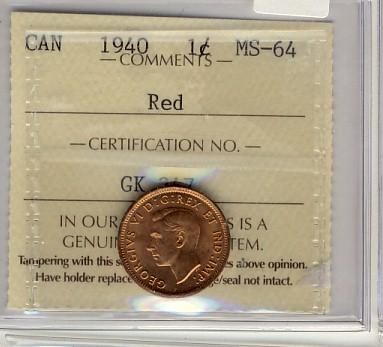 CAN 1940 1¢ MS-64
COMMENTS
Red
CERTIFICATION NO.
GK
IN OUR IS A
GENUI TEM.
Tampering with this s above opinion.
Have holder replace /seal not intact.
GEORGIVS VI D:G:REX ET IND:IMP: